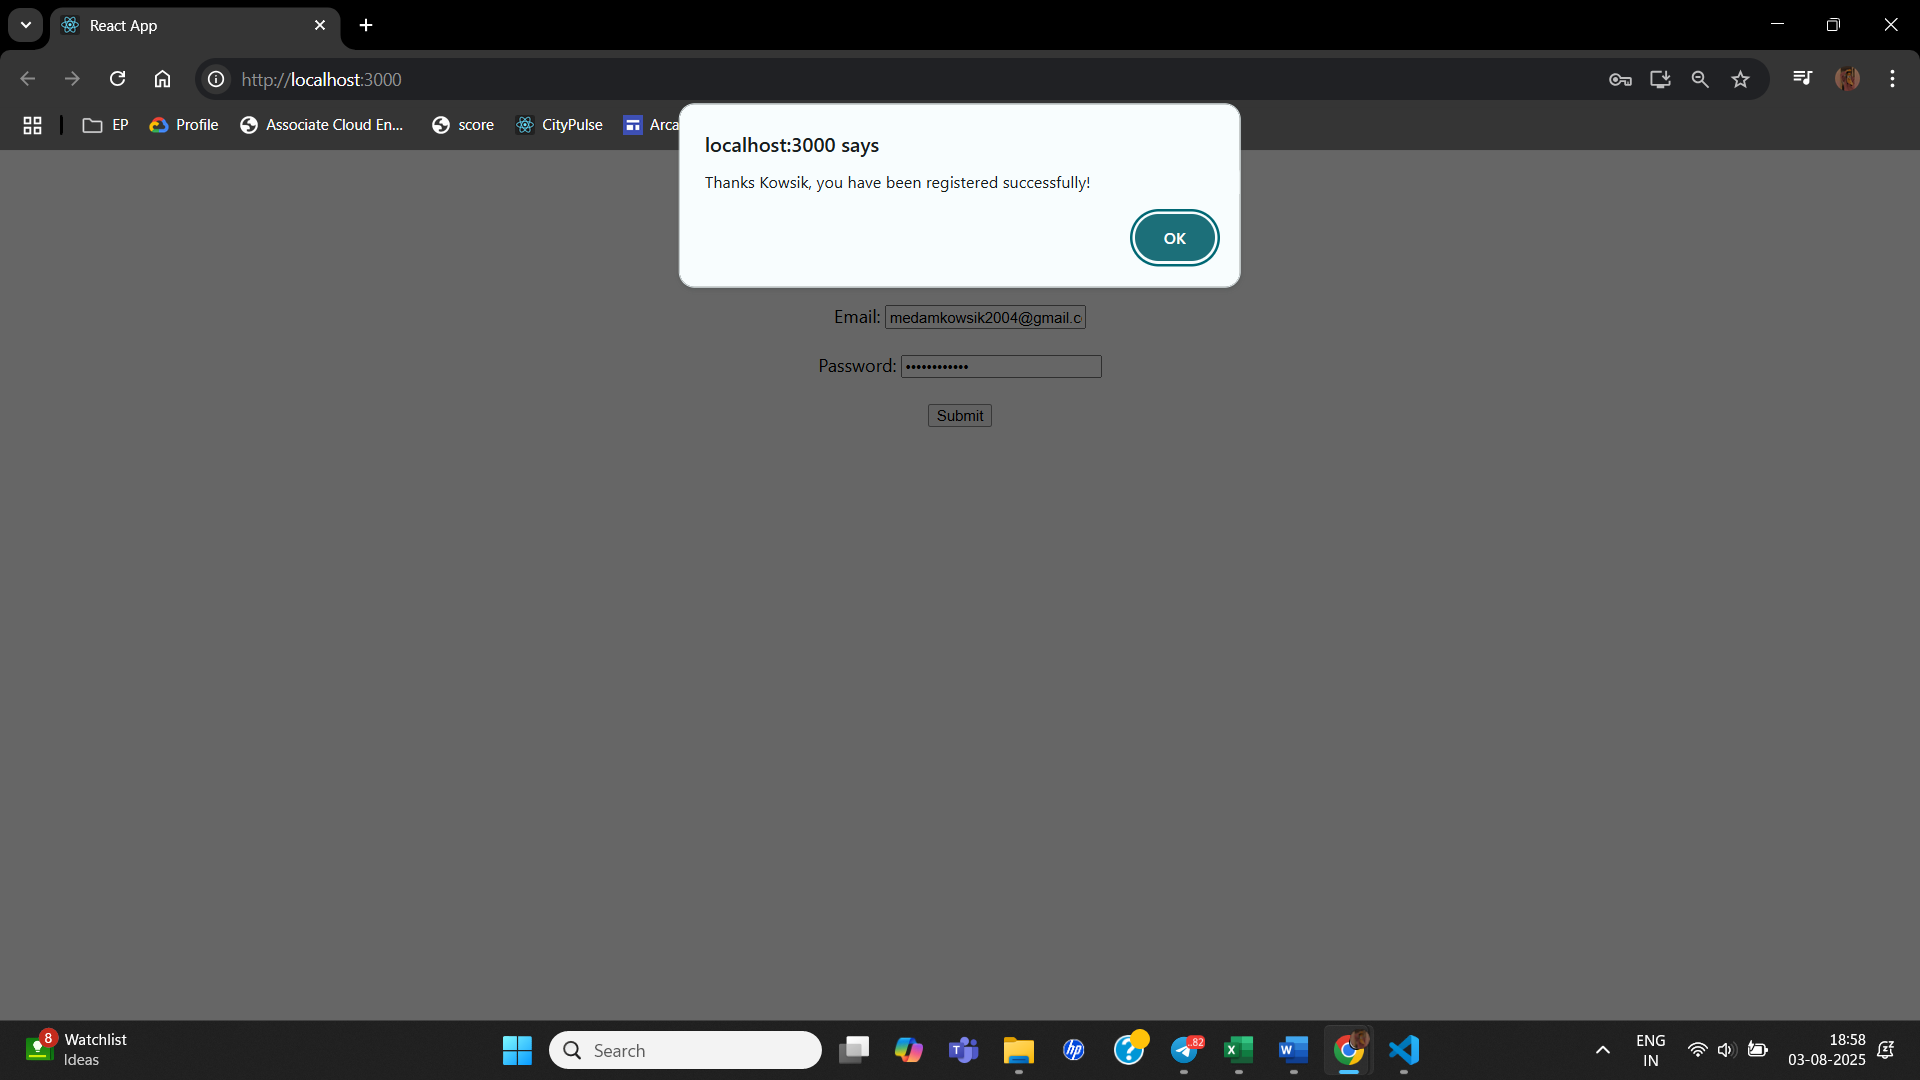 React App
http://localhost:3000
EP
Profile
Associate Cloud En...
score
CityPulse
Arca
localhost:3000 says
Thanks Kowsik, you have been registered successfully!
OK
Email: medamkowsik2004@gmail.c
Password: ••••••••••••
Submit
8
Watchlist
Ideas
Search
T
hp
?
.82
X
W
ENG
IN
18:58
03-08-2025